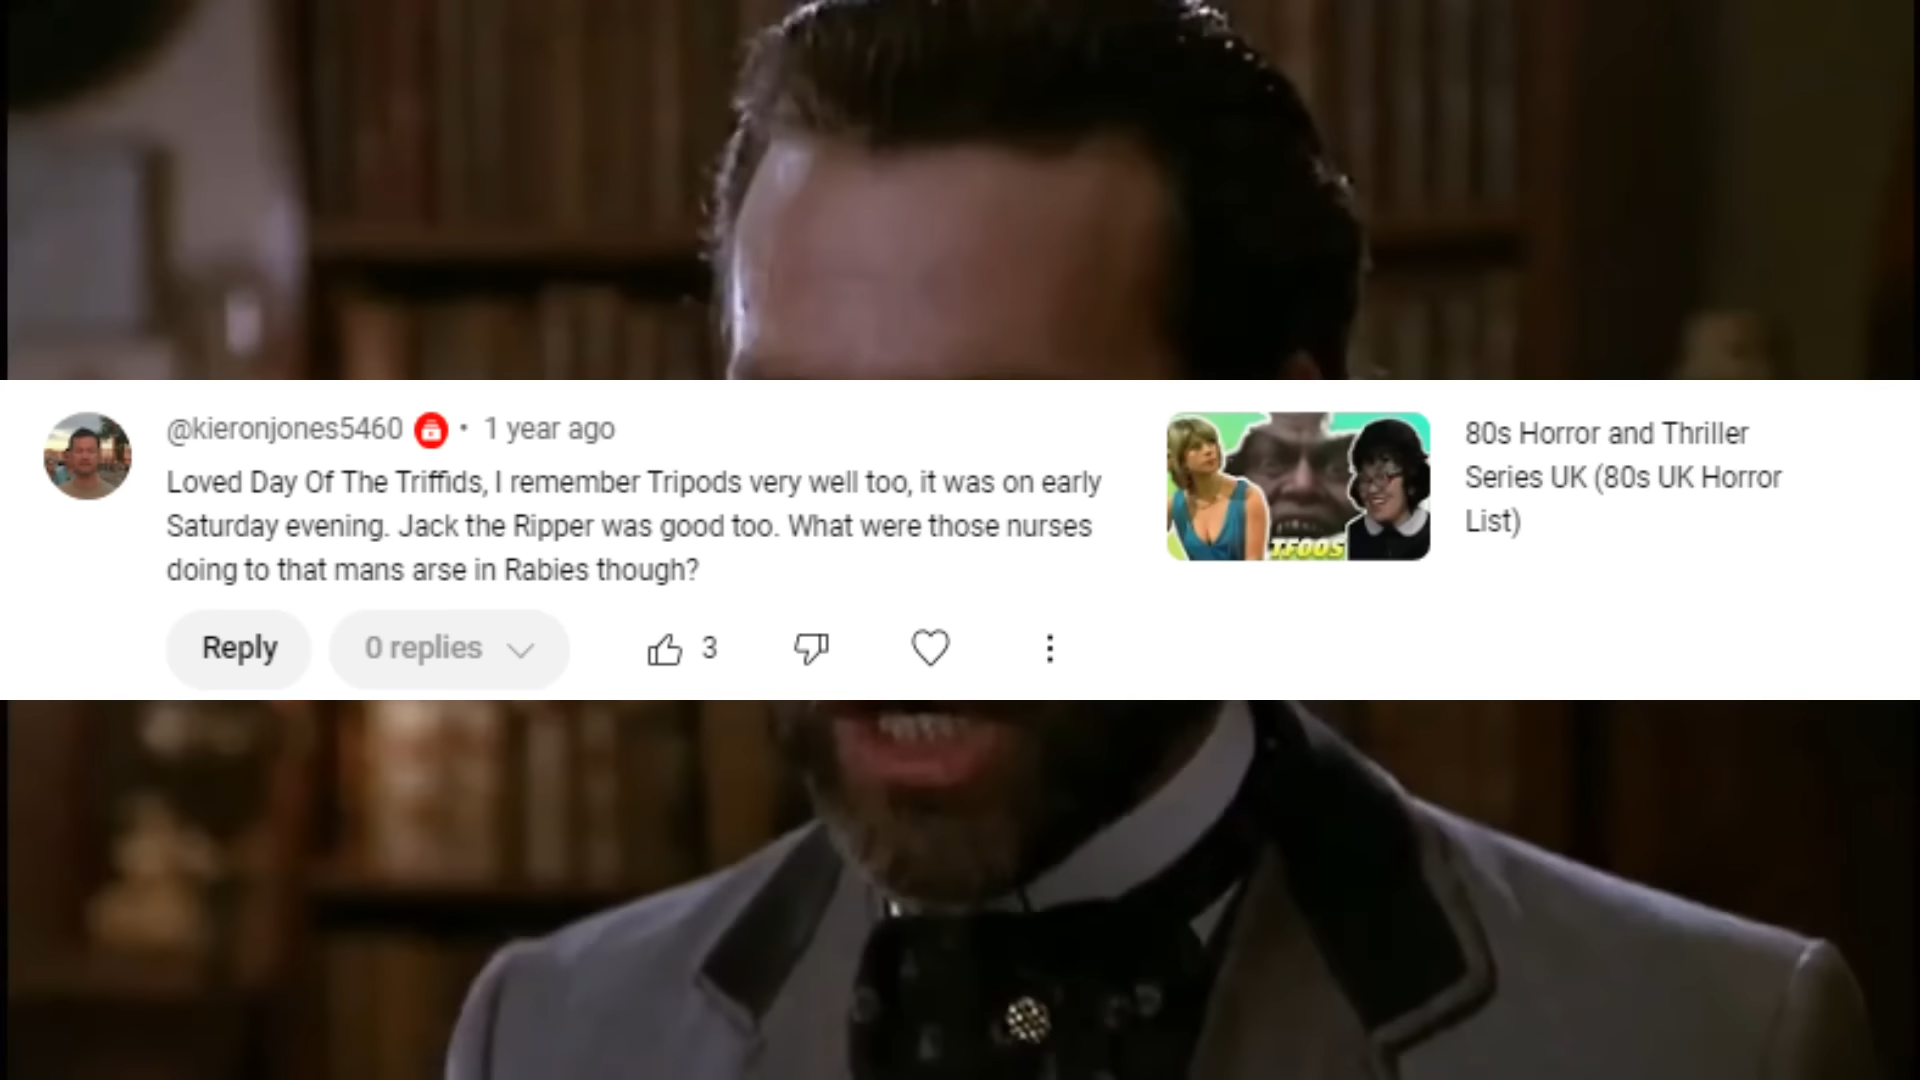 @kieronjones5460 • 1 year ago
Loved Day Of The Triffids, I remember Tripods very well too, it was on early
Saturday evening. Jack the Ripper was good too. What were those nurses
doing to that mans arse in Rabies though?
Reply
0 replies
3
TFOOS
80s Horror and Thriller
Series UK (80s UK Horror
List)